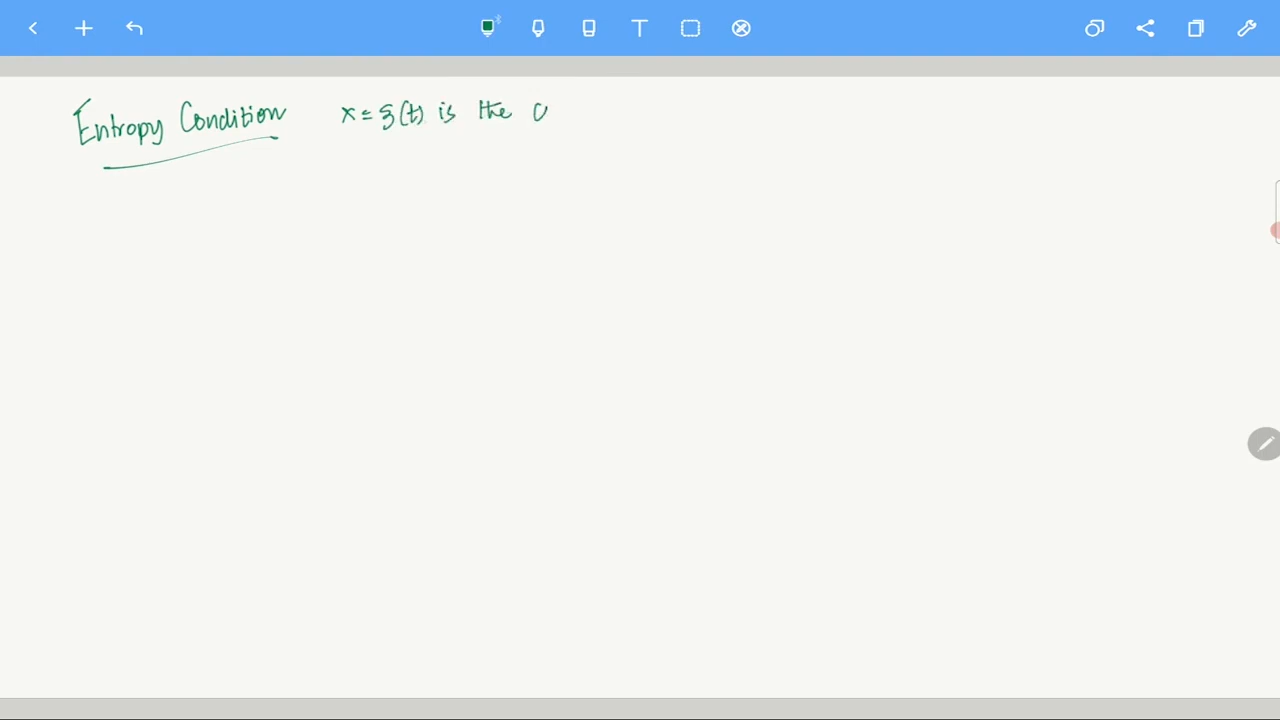 Entropy Condition x = ξ(t) is the